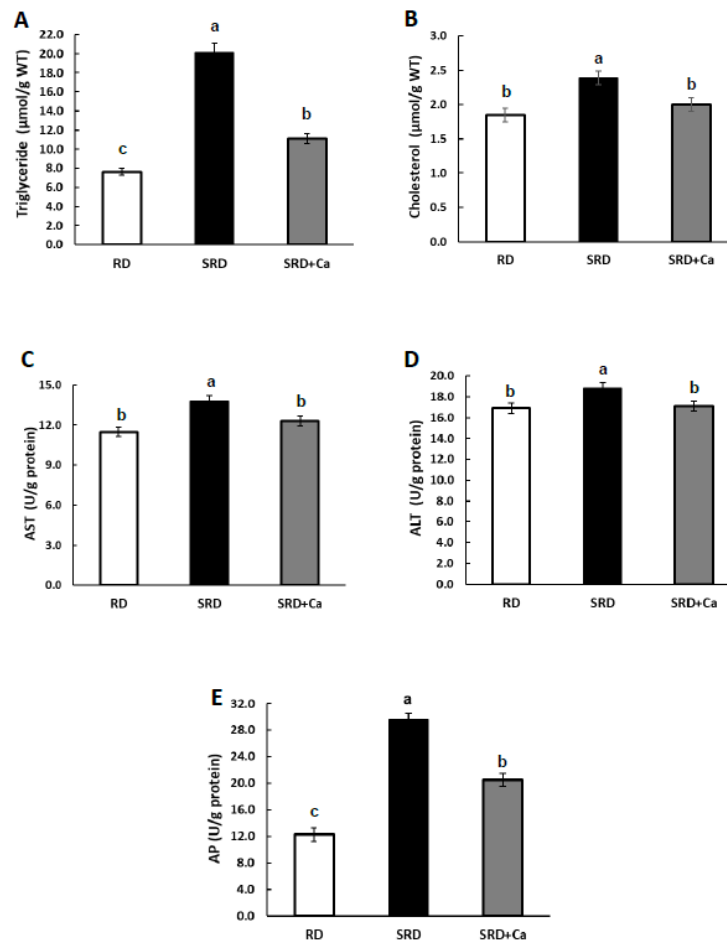 A
a
b
c
Triglyceride (µmol/g WT)
22.0
20.0
18.0
16.0
14.0
12.0
10.0
8.0
6.0
4.0
2.0
0.0
RD SRD SRD+Ca
B
a
b
b
Cholesterol (µmol/g WT)
3.0
2.5
2.0
1.5
1.0
0.5
0.0
RD SRD SRD+Ca
C
a
b
b
AST (U/g protein)
15.0
12.0
9.0
6.0
3.0
0.0
RD SRD SRD+Ca
D
a
b
b
ALT (U/g protein)
20.0
18.0
16.0
14.0
12.0
10.0
8.0
6.0
4.0
2.0
0.0
RD SRD SRD+Ca
E
a
b
c
AP (U/g protein)
32.0
28.0
24.0
20.0
16.0
12.0
8.0
4.0
0.0
RD SRD SRD+Ca